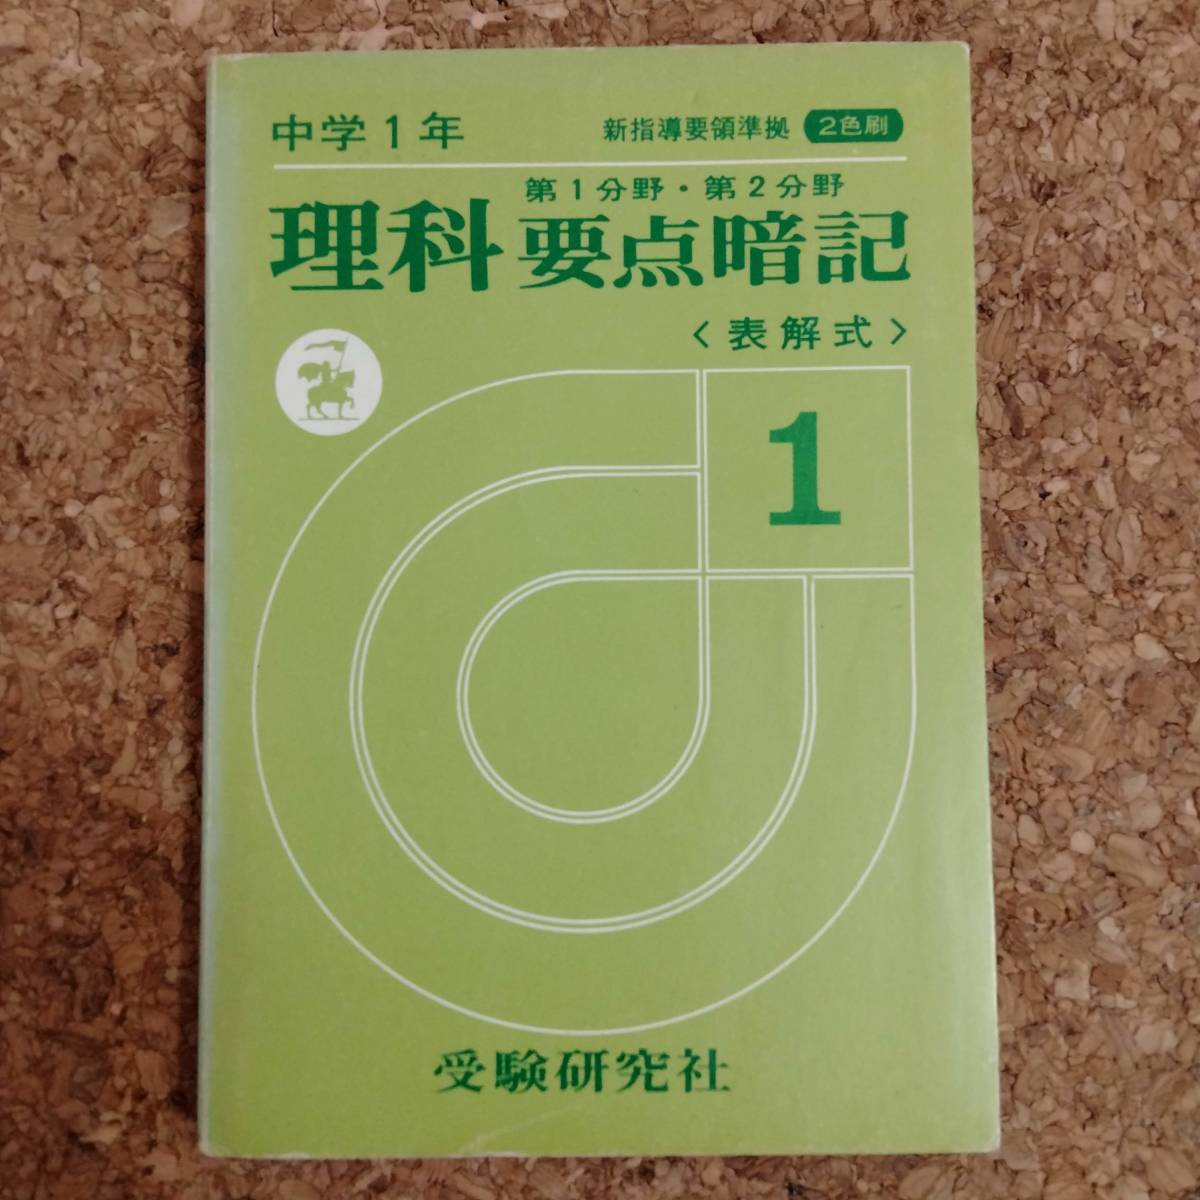 中学1年
新指導要領準拠 2色刷
第1分野・第2分野
理科要点暗記
〈表解式〉
1
受験研究社